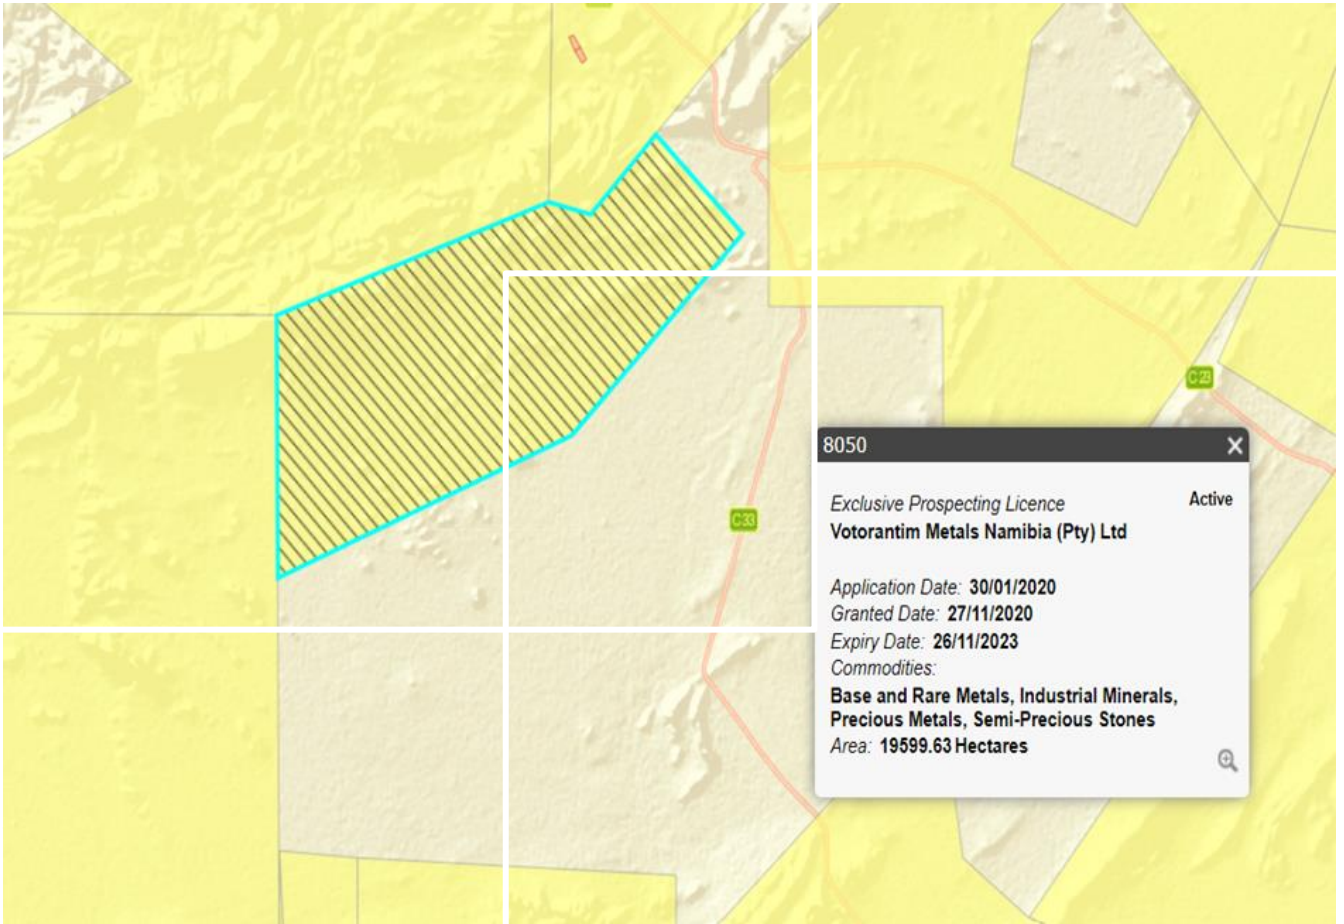 C23
C33
8050
Exclusive Prospecting Licence Active
Votorantim Metals Namibia (Pty) Ltd
Application Date: 30/01/2020
Granted Date: 27/11/2020
Expiry Date: 26/11/2023
Commodities:
Base and Rare Metals, Industrial Minerals,
Precious Metals, Semi-Precious Stones
Area: 19599.63 Hectares